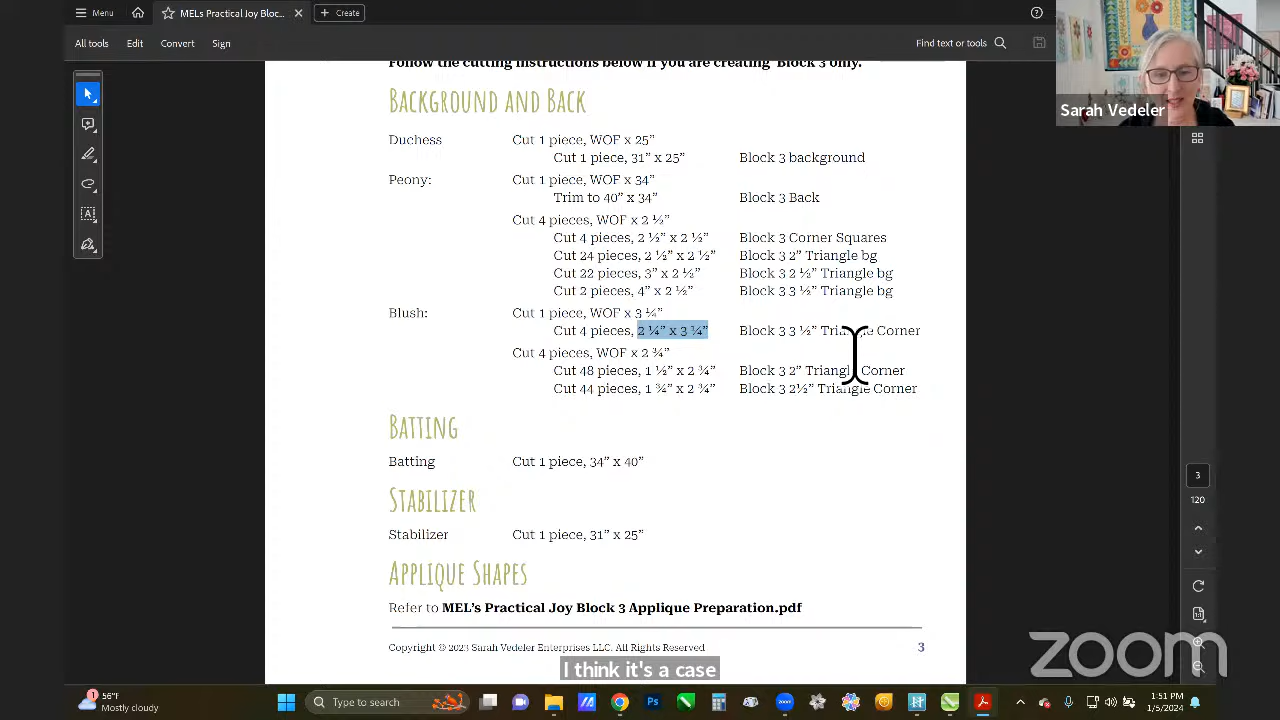 Menu
MELs Practical Joy Bloc...
Create
All tools
Edit
Convert
Sign
Find text or tools
Sarah Vedeler
Follow the cutting instructions below if you are creating Block 3 only.
Background and Back
Duchess Cut 1 piece, WOF x 25”
Cut 1 piece, 31” x 25” Block 3 background
Peony: Cut 1 piece, WOF x 34”
Trim to 40” x 34” Block 3 Back
Cut 4 pieces, WOF x 2 ½”
Cut 4 pieces, 2 ½” x 2 ½” Block 3 Corner Squares
Cut 24 pieces, 2 ½” x 2 ½” Block 3 2” Triangle bg
Cut 22 pieces, 3” x 2 ½” Block 3 2 ½” Triangle bg
Cut 2 pieces, 4” x 2 ½” Block 3 3 ½” Triangle bg
Blush: Cut 1 piece, WOF x 3 ¼”
Cut 4 pieces, 2 ¼” x 3 ¼” Block 3 3 ½” Triangle Corner
Cut 4 pieces, WOF x 2 ¾”
Cut 48 pieces, 1 ½” x 2 ¾” Block 3 2” Triangle Corner
Cut 44 pieces, 1 ¾” x 2 ¾” Block 3 2½” Triangle Corner
Batting
Batting Cut 1 piece, 34” x 40”
Stabilizer
Stabilizer Cut 1 piece, 31” x 25”
Applique Shapes
Refer to MEL’s Practical Joy Block 3 Applique Preparation.pdf
Copyright © 2023 Sarah Vedeler Enterprises LLC. All Rights Reserved 3
3
120
I think it's a case
zoom
56°F
Mostly cloudy
Type to search
1:51 PM
1/5/2024